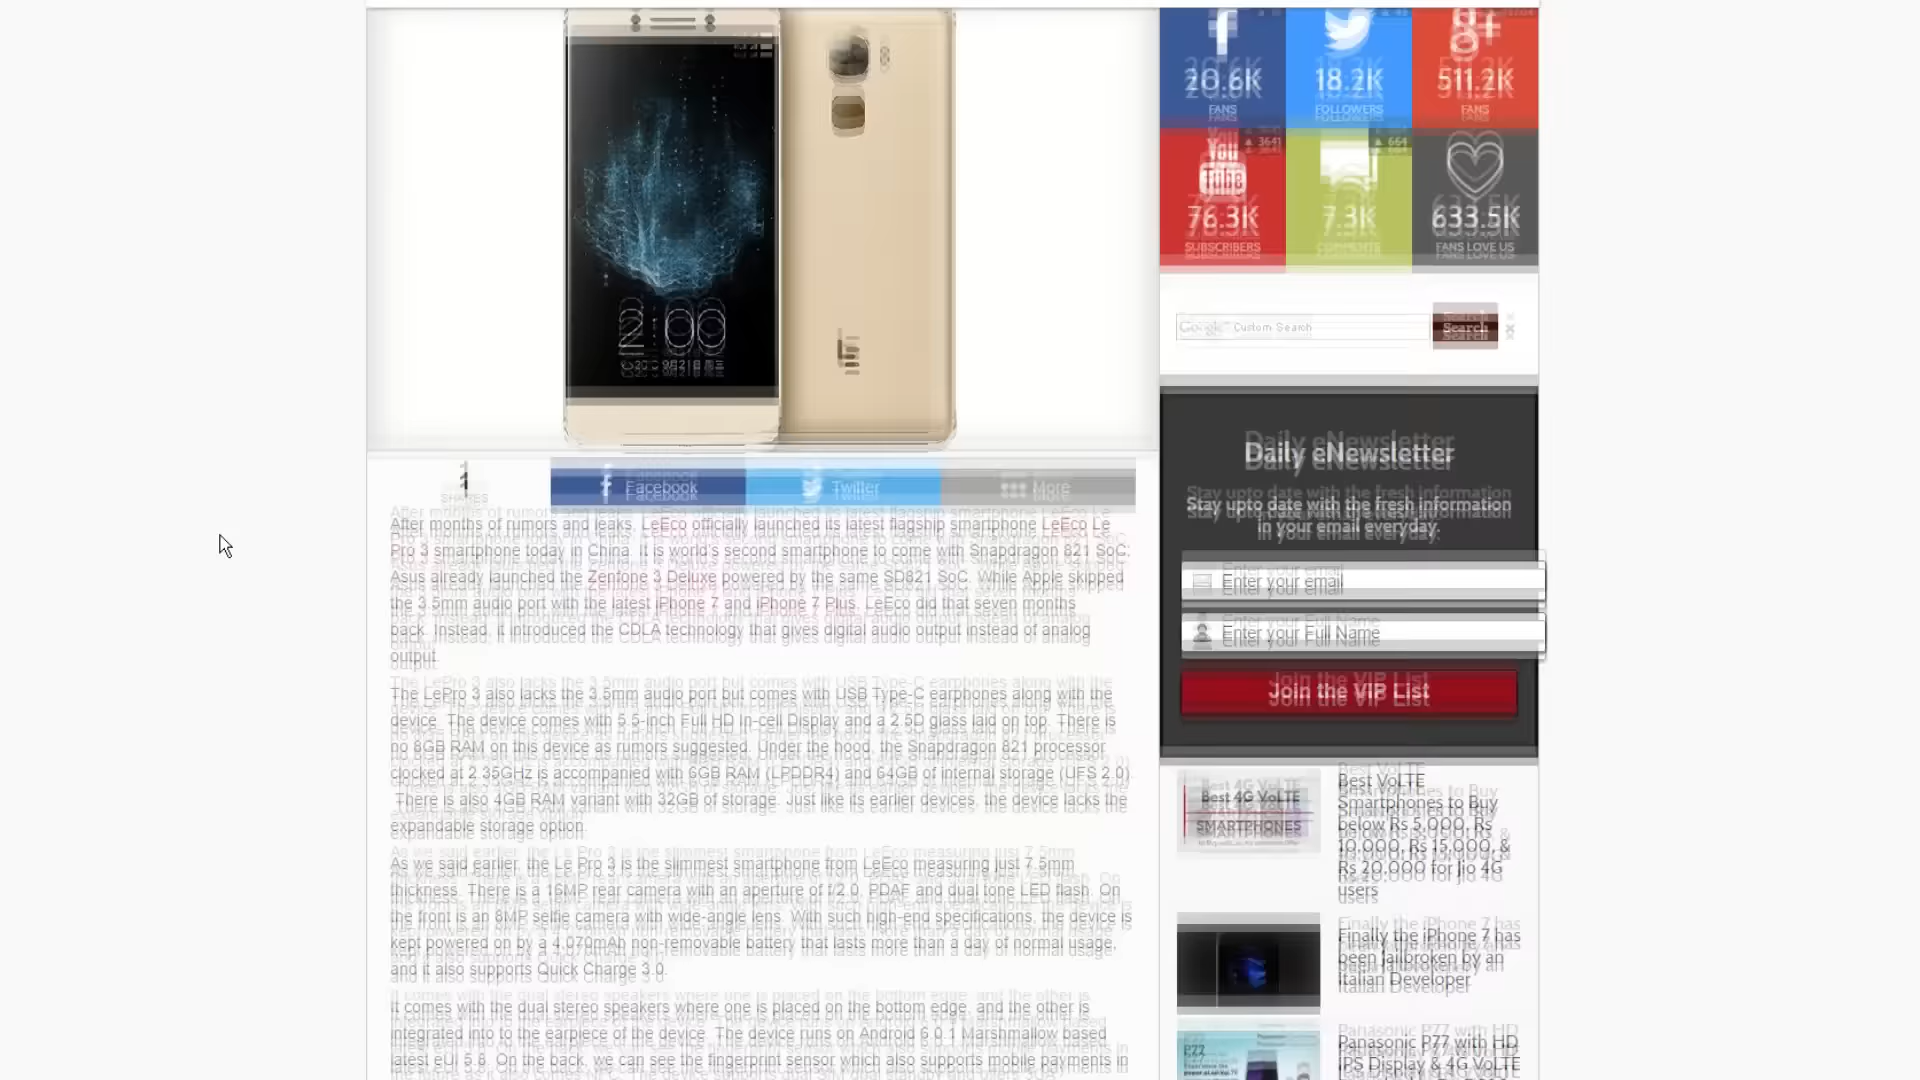 20.6K
FANS
18.2K
FOLLOWERS
511.2K
FANS
You
Tube
3641
76.3K
SUBSCRIBERS
664
7.3K
COMMENTS
633.5K
FANS LOVE US
2:00
Google™ Custom Search
Search
1
SHARES
Facebook
Twitter
More
After months of rumors and leaks, LeEco officially launched its latest flagship smartphone LeEco Le
Pro 3 smartphone today in China. It is world's second smartphone to come with Snapdragon 821 SoC;
Asus already launched the Zenfone 3 Deluxe powered by the same SD821 SoC. While Apple skipped
the 3.5mm audio port with the latest iPhone 7 and iPhone 7 Plus, LeEco did that seven months
back. Instead, it introduced the CDLA technology that gives digital audio output instead of analog
output.
The LePro 3 also lacks the 3.5mm audio port but comes with USB Type-C earphones along with the
device. The device comes with 5.5-inch Full HD In-cell Display and a 2.5D glass laid on top. There is
no 8GB RAM on this device as rumors suggested. Under the hood, the Snapdragon 821 processor
clocked at 2.35GHz is accompanied with 6GB RAM (LPDDR4) and 64GB of internal storage (UFS 2.0).
There is also 4GB RAM variant with 32GB of storage. Just like its earlier devices, the device lacks the
expandable storage option.
As we said earlier, the Le Pro 3 is the slimmest smartphone from LeEco measuring just 7.5mm
thickness. There is a 16MP rear camera with an aperture of f/2.0, PDAF and dual tone LED flash. On
the front is an 8MP selfie camera with wide-angle lens. With such high-end specifications, the device is
kept powered on by a 4,070mAh non-removable battery that lasts more than a day of normal usage,
and it also supports Quick Charge 3.0.
It comes with the dual stereo speakers where one is placed on the bottom edge, and the other is
integrated into to the earpiece of the device. The device runs on Android 6.0.1 Marshmallow based
latest eUI 5.8. On the back, we can see the fingerprint sensor which also supports mobile payments in
Daily eNewsletter
Stay upto date with the fresh information
in your email everyday.
Enter your email
Enter your Full Name
Join the VIP List
Best 4G VoLTE
SMARTPHONES
Best VoLTE
Smartphones to Buy
below Rs 5,000, Rs
10,000, Rs 15,000, &
Rs 20,000 for Jio 4G
users
Finally the iPhone 7 has
been Jailbroken by an
Italian Developer
P77
Panasonic P77 with HD
IPS Display & 4G VoLTE